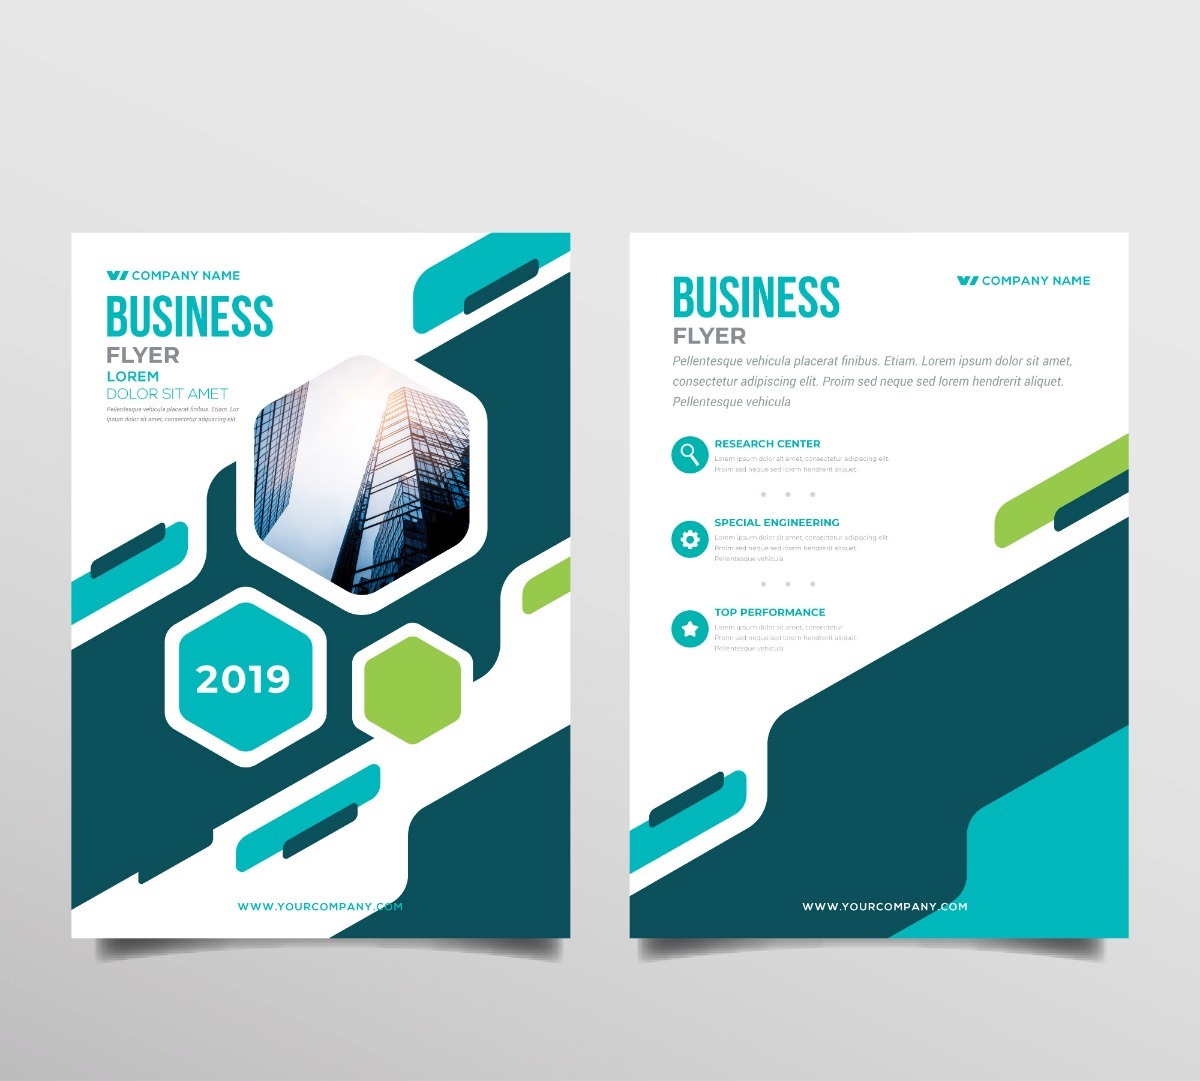 COMPANY NAME
BUSINESS
FLYER
LOREM
DOLOR SIT AMET
Pellentesque vehicula placerat finibus. Etiam. Lor
ipsum dolor sit amet, consectetur adipiscing elit.
2019
WWW.YOURCOMPANY.COM
BUSINESS
COMPANY NAME
FLYER
Pellentesque vehicula placerat finibus. Etiam. Lorem ipsum dolor sit amet,
consectetur adipiscing elit. Proim sed neque sed lorem hendrerit aliquet.
Pellentesque vehicula
RESEARCH CENTER
Lorem ipsum dolor sit amet, consectetur adipiscing elit.
Proim sed neque sed lorem hendrerit aliquet.
SPECIAL ENGINEERING
Lorem ipsum dolor sit amet, consectetur adipiscing elit.
Proim sed neque sed lorem hendrerit aliquet.
Pellentesque vehicula
TOP PERFORMANCE
Lorem ipsum dolor sit amet, consectetur
Proim sed neque sed lorem hendrerit aliquet.
Pellentesque vehicula
WWW.YOURCOMPANY.COM